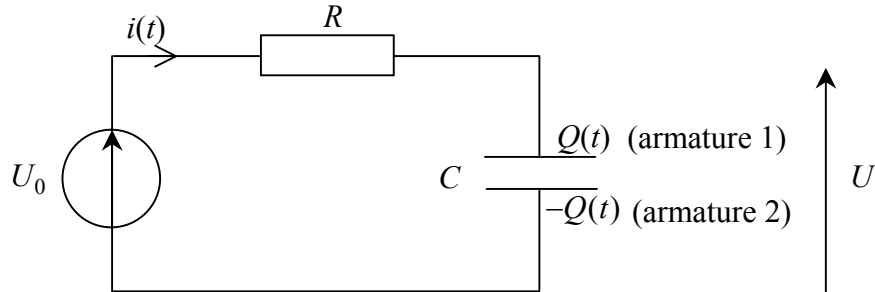 R
i(t)
Q(t) (armature 1)
U₀
C
U
–Q(t) (armature 2)